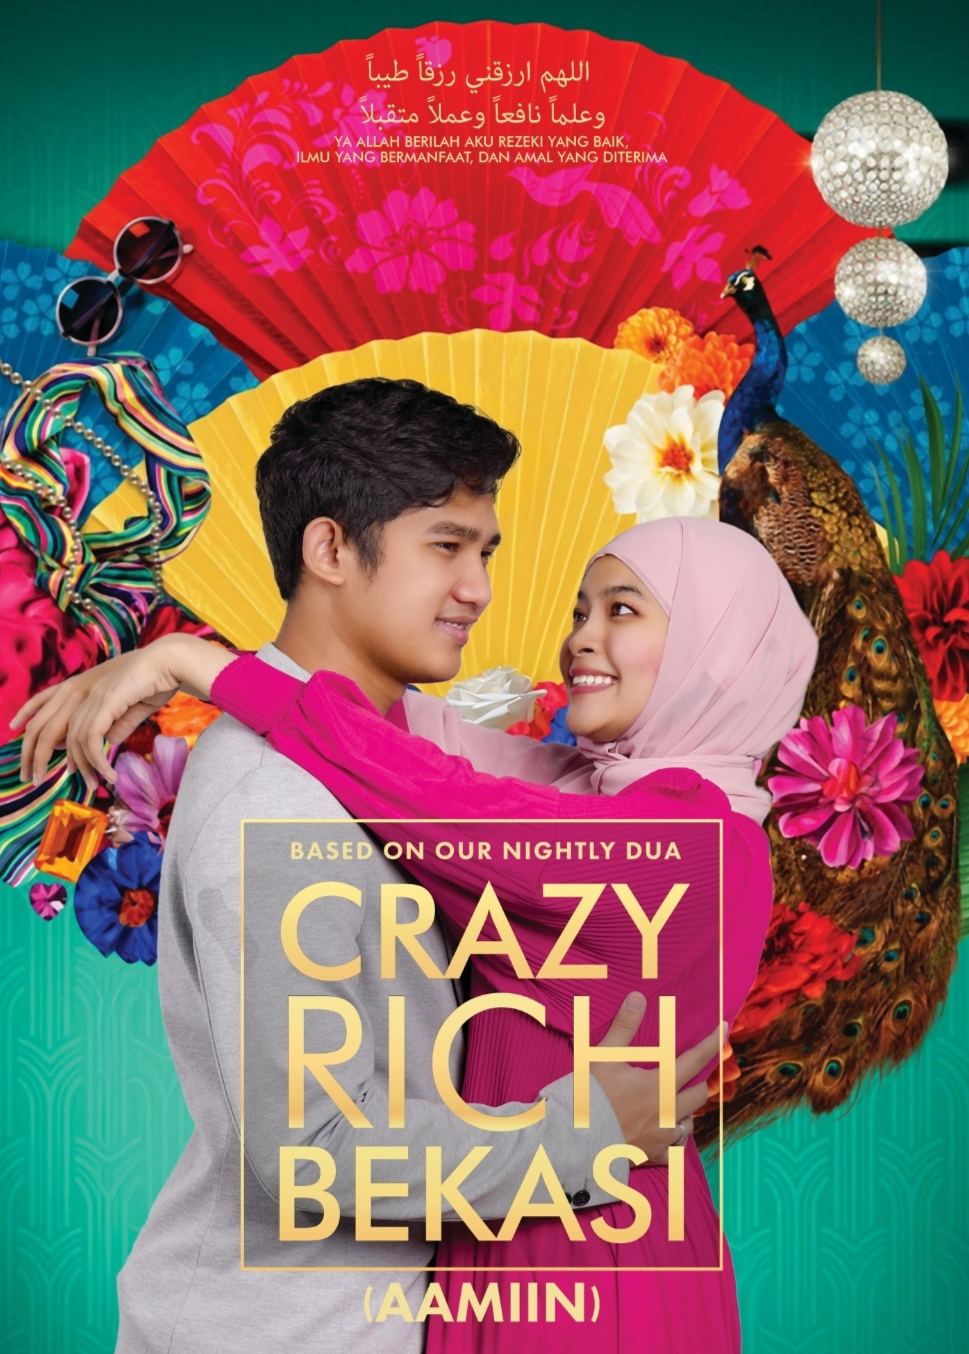 اللهم ارزقني رزقاً طيباً
وعلماً نافعاً وعملاً متقبلاً
YA ALLAH BERILAH AKU REZEKI YANG BAIK,
ILMU YANG BERMANFAAT, DAN AMAL YANG DITERIMA
BASED ON OUR NIGHTLY DUA
CRAZY
RICH
BEKASI
(AAMIIN)